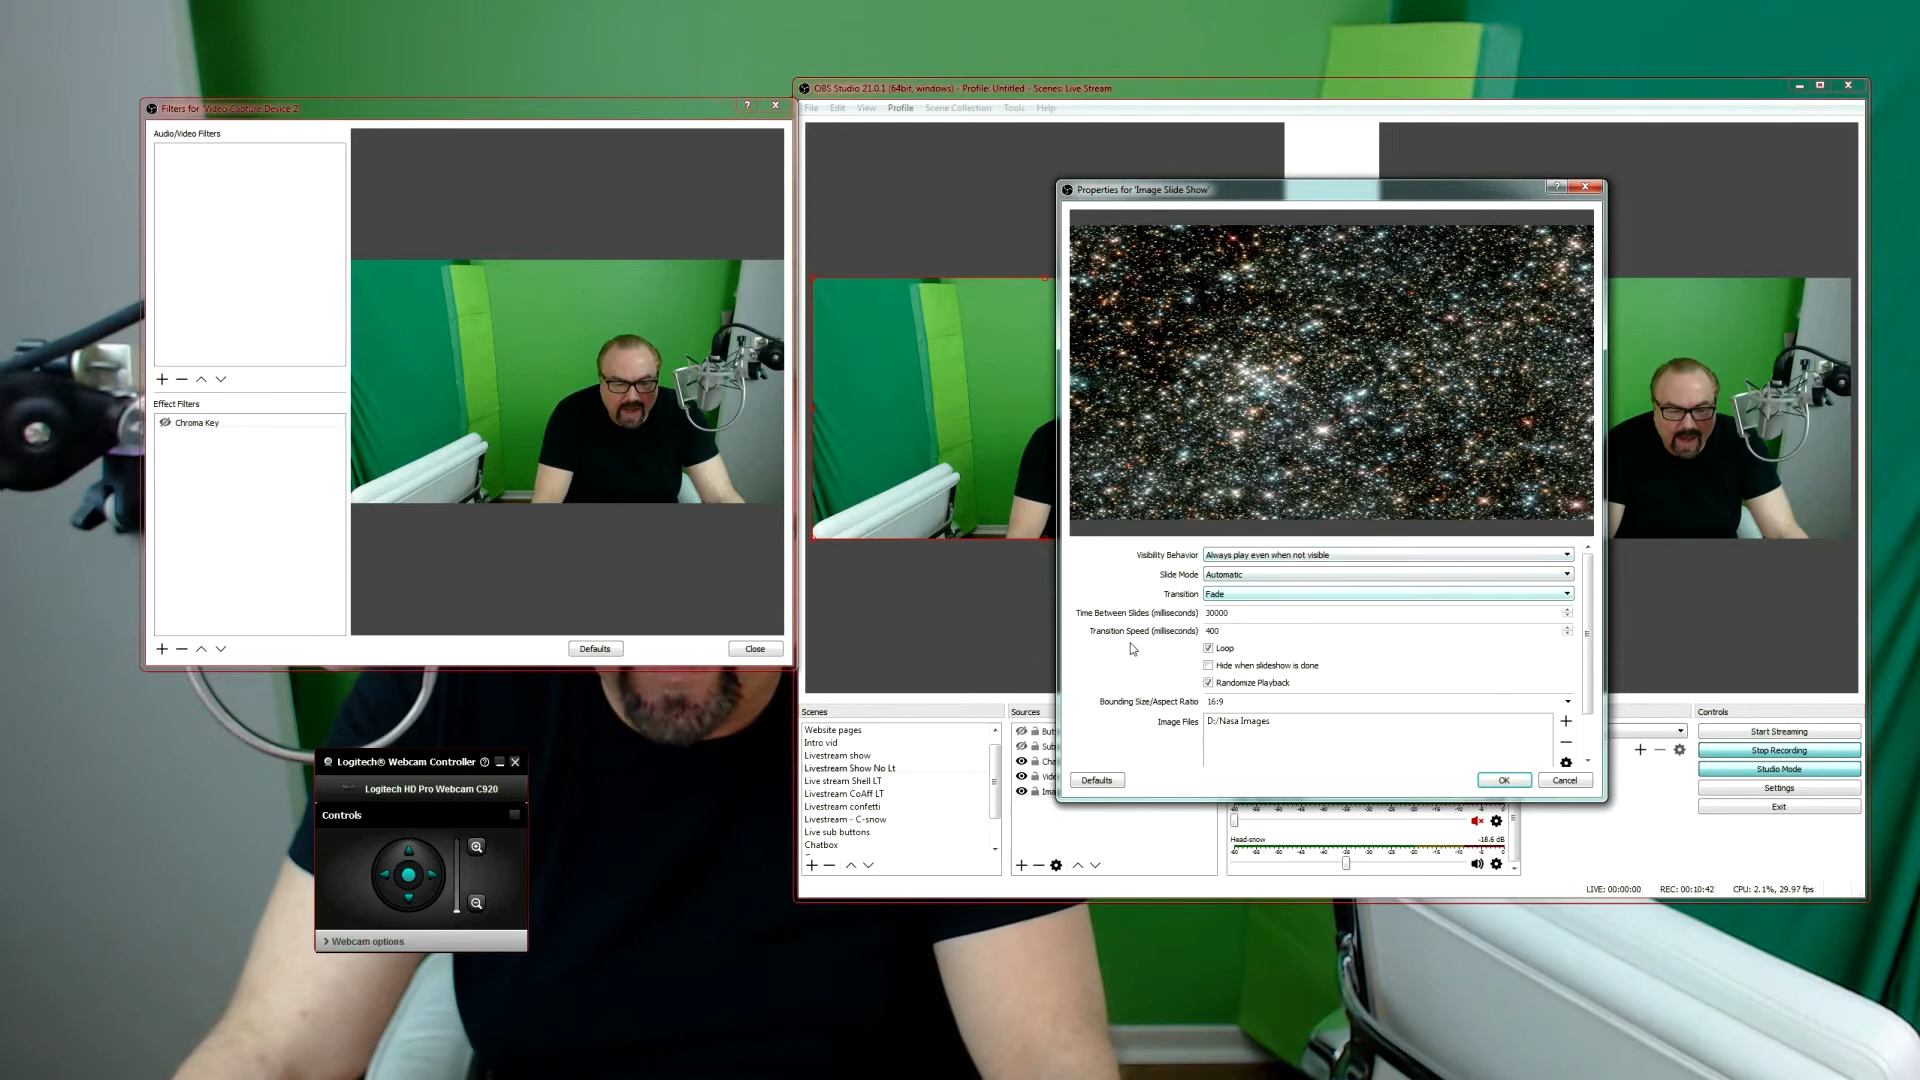 Filters for 'Video Capture Device 2'
Audio/Video Filters
Effect Filters
Chroma Key
Defaults
Close
OBS Studio 21.0.1 (64bit, windows) - Profile: Untitled - Scenes: Live Stream
File Edit View Profile Scene Collection Tools Help
Properties for 'Image Slide Show'
Visibility Behavior Always play even when not visible
Slide Mode Automatic
Transition Fade
Time Between Slides (milliseconds) 30000
Transition Speed (milliseconds) 400
Loop
Hide when slideshow is done
Randomize Playback
Bounding Size/Aspect Ratio 16:9
Image Files D:/Nasa Images
Defaults
OK
Cancel
Scenes
Website pages
Intro vid
Livestream show
Livestream Show No Lt
Live stream Shell LT
Livestream CoAff LT
Livestream confetti
Livestream - C-snow
Live sub buttons
Chatbox
Sources
But
Sub
Cha
Vide
Ima
Head-snow
-18.6 dB
Controls
Start Streaming
Stop Recording
Studio Mode
Settings
Exit
LIVE: 00:00:00 REC: 00:10:42 CPU: 2.1%, 29.97 fps
Logitech® Webcam Controller
Logitech HD Pro Webcam C920
Controls
Webcam options